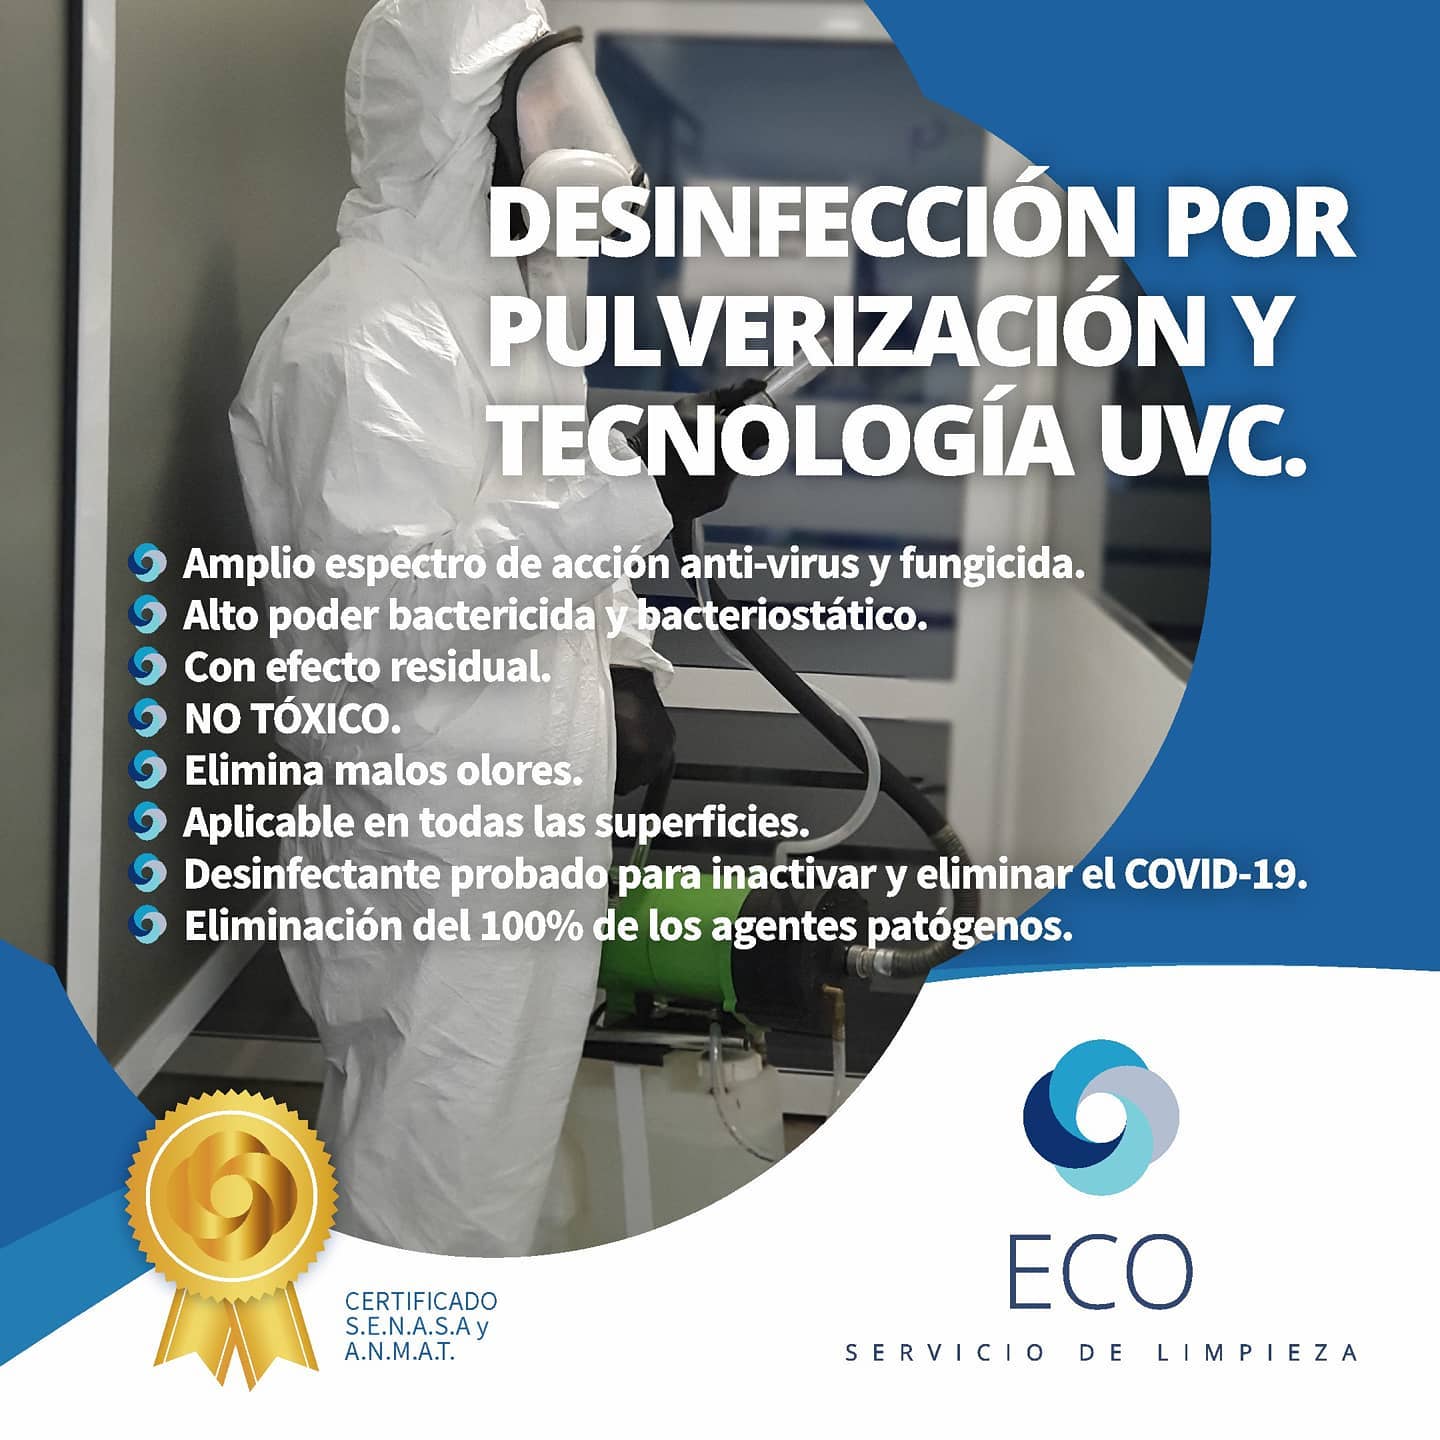 DESINFECCIÓN POR
PULVERIZACIÓN Y
TECNOLOGÍA UVC.
Amplio espectro de acción anti-virus y fungicida.
Alto poder bactericida y bacteriostático.
Con efecto residual.
NO TÓXICO.
Elimina malos olores.
Aplicable en todas las superficies.
Desinfectante probado para inactivar y eliminar el COVID-19.
Eliminación del 100% de los agentes patógenos.
CERTIFICADO
S.E.N.A.S.A y
A.N.M.A.T.
ECO
SERVICIO DE LIMPIEZA